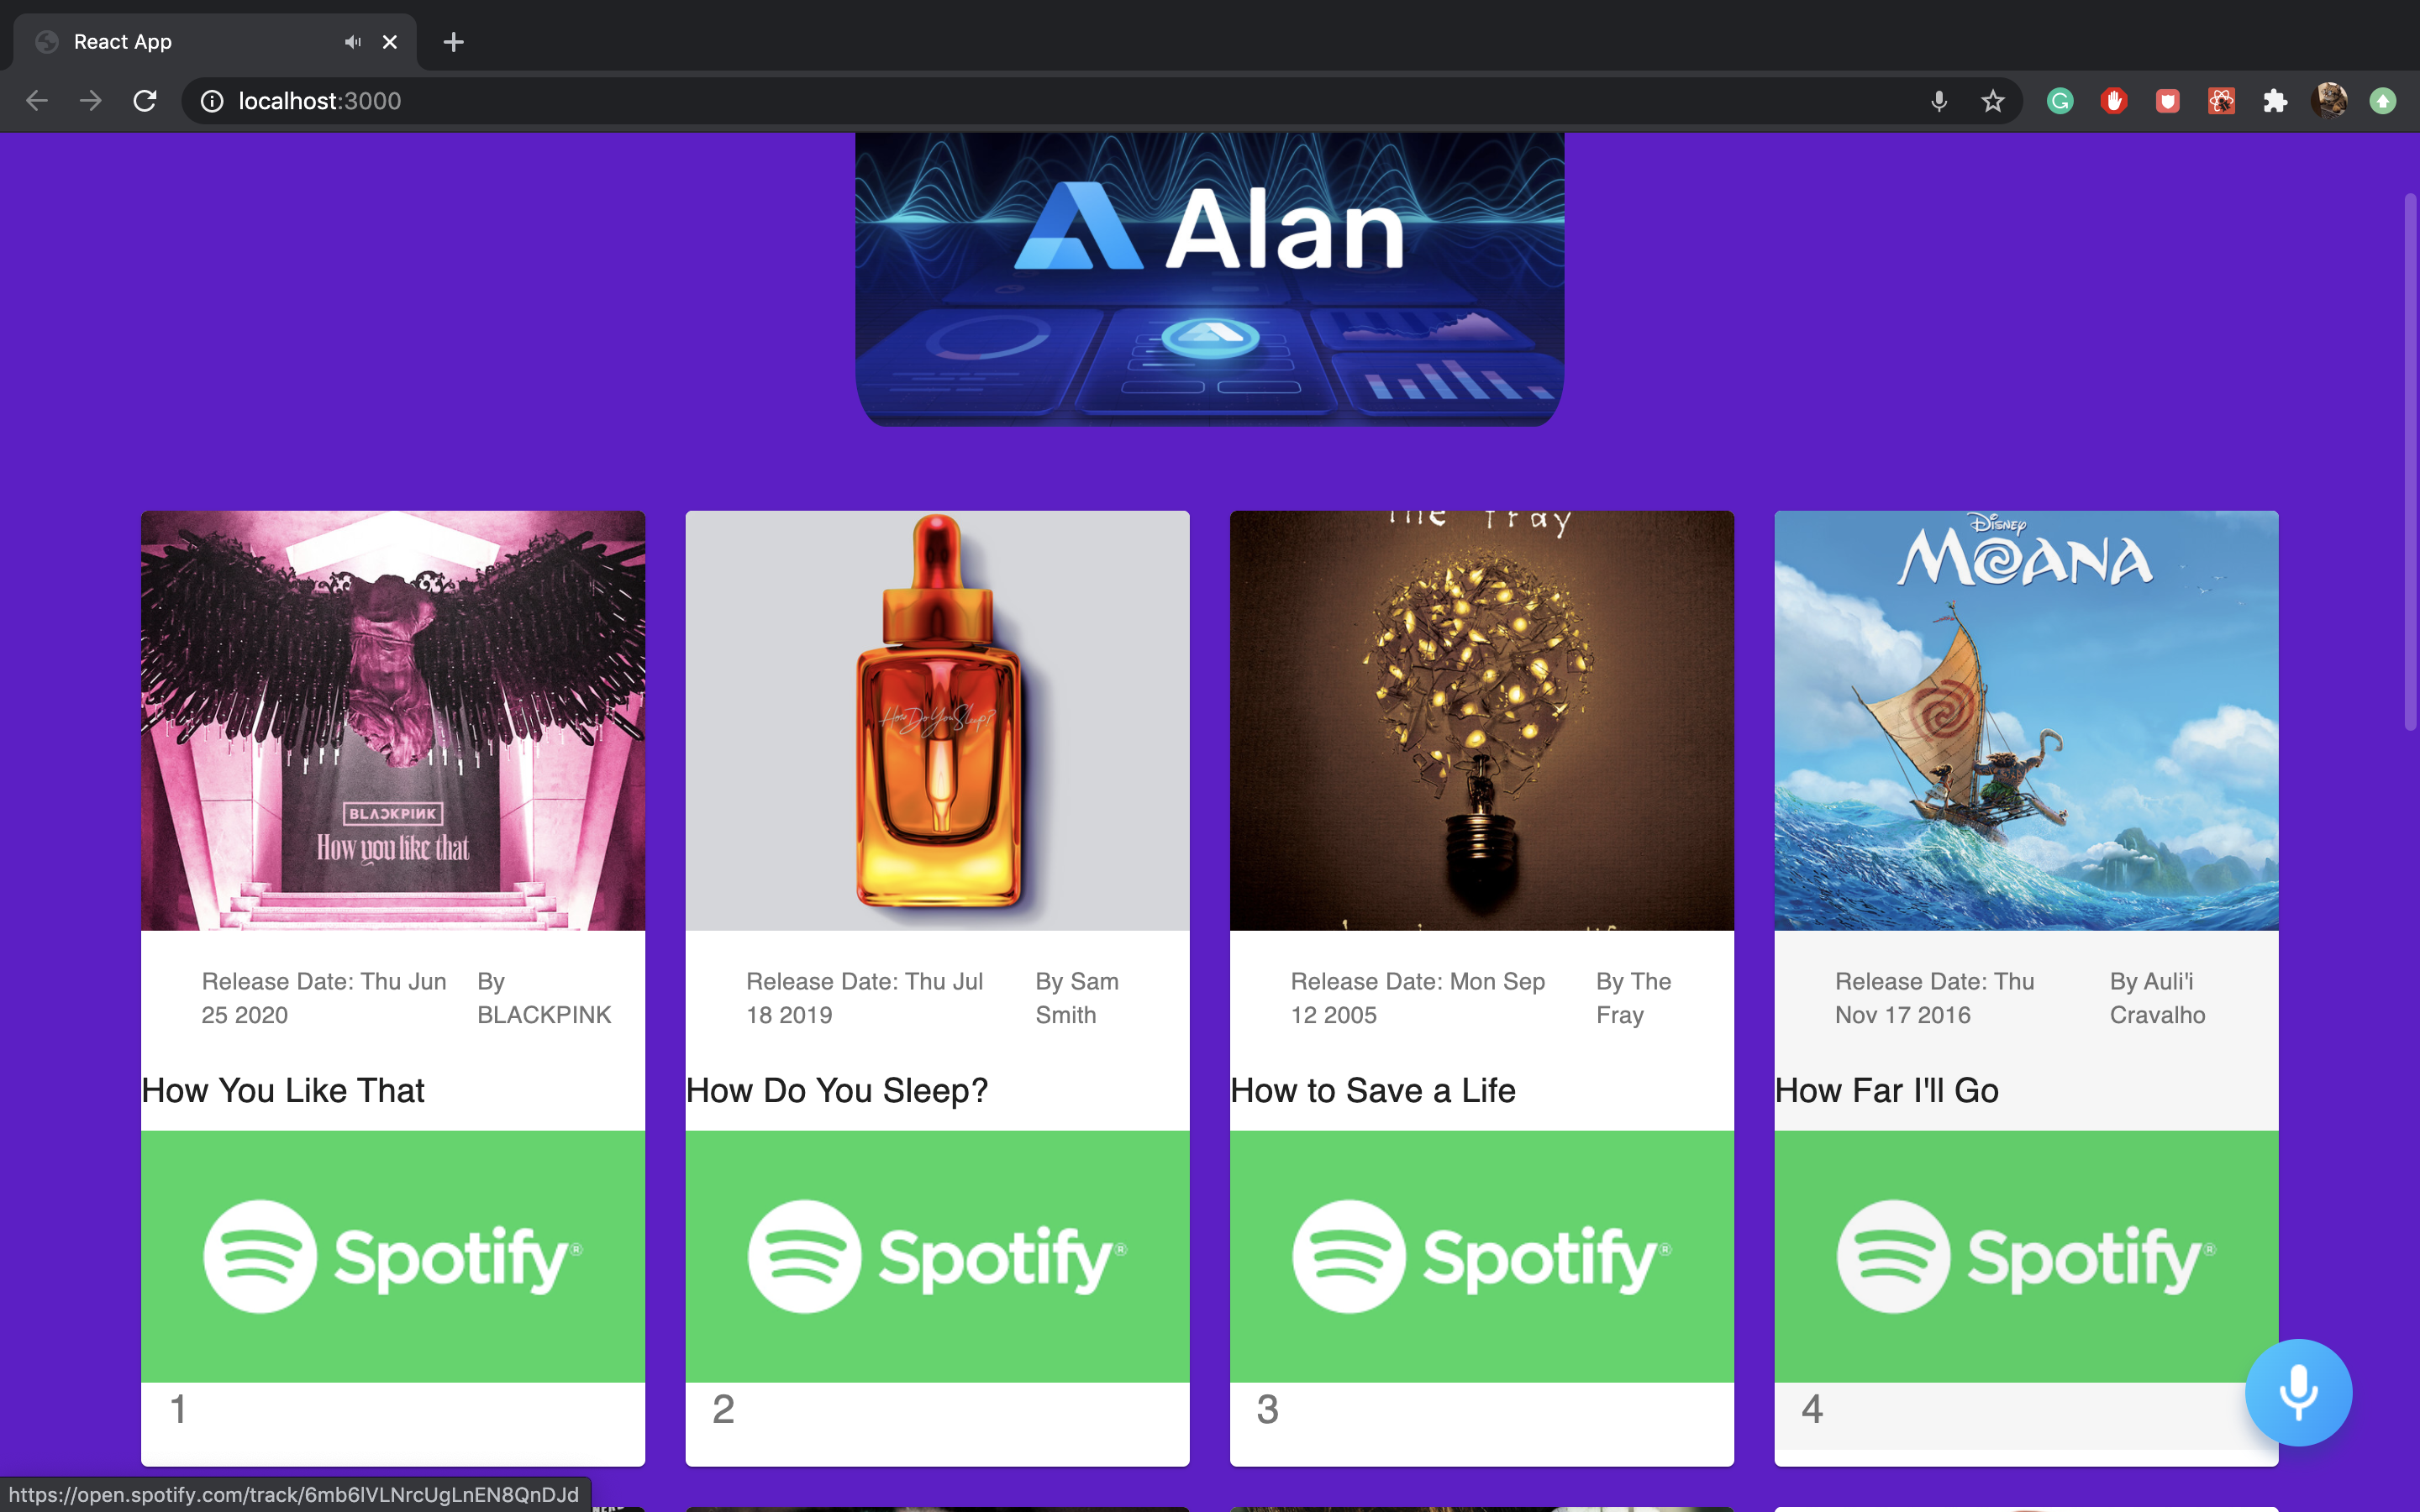 React App
localhost:3000
Alan
The Fray
Disney
MOANA
How Do You Sleep?
BLACKPINK
How you like that
Release Date: Thu Jun 25 2020
By BLACKPINK
Release Date: Thu Jul 18 2019
By Sam Smith
Release Date: Mon Sep 12 2005
By The Fray
Release Date: Thu Nov 17 2016
By Auli'i Cravalho
How You Like That
How Do You Sleep?
How to Save a Life
How Far I'll Go
Spotify®
Spotify®
Spotify®
Spotify®
1
2
3
4
https://open.spotify.com/track/6mb6lVLNrcUgLnEN8QnDJd